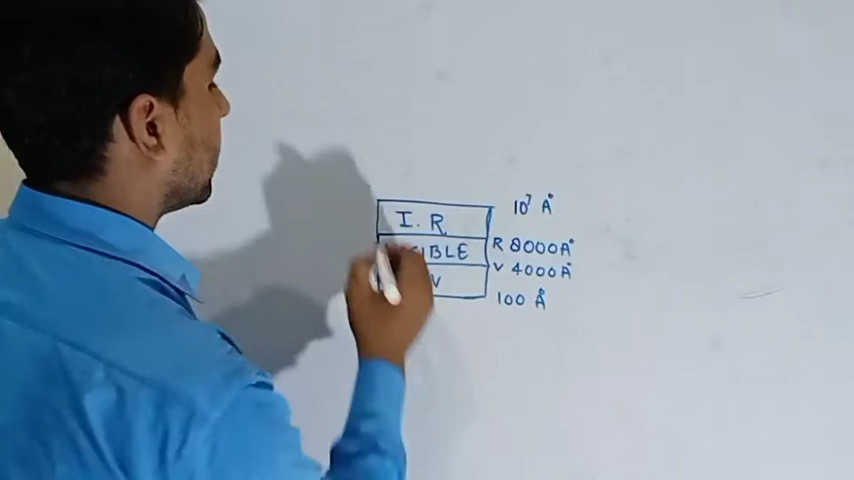 10⁷ Å
I.R.
R 8000Å
V 4000Å
100 Å